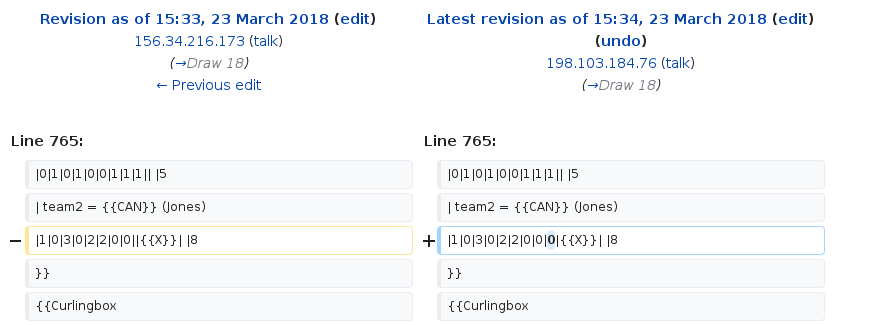 Revision as of 15:33, 23 March 2018 (edit)
156.34.216.173 (talk)
(→Draw 18)
← Previous edit
Latest revision as of 15:34, 23 March 2018 (edit)
(undo)
198.103.184.76 (talk)
(→Draw 18)
Line 765:
Line 765:
|0|1|0|1|0|0|1|1|1|| |5
|0|1|0|1|0|0|1|1|1|| |5
| team2 = {{CAN}} (Jones)
| team2 = {{CAN}} (Jones)
− |1|0|3|0|2|2|0|0||{{X}}| |8
+ |1|0|3|0|2|2|0|0|0|{{X}}| |8
}}
}}
{{Curlingbox
{{Curlingbox